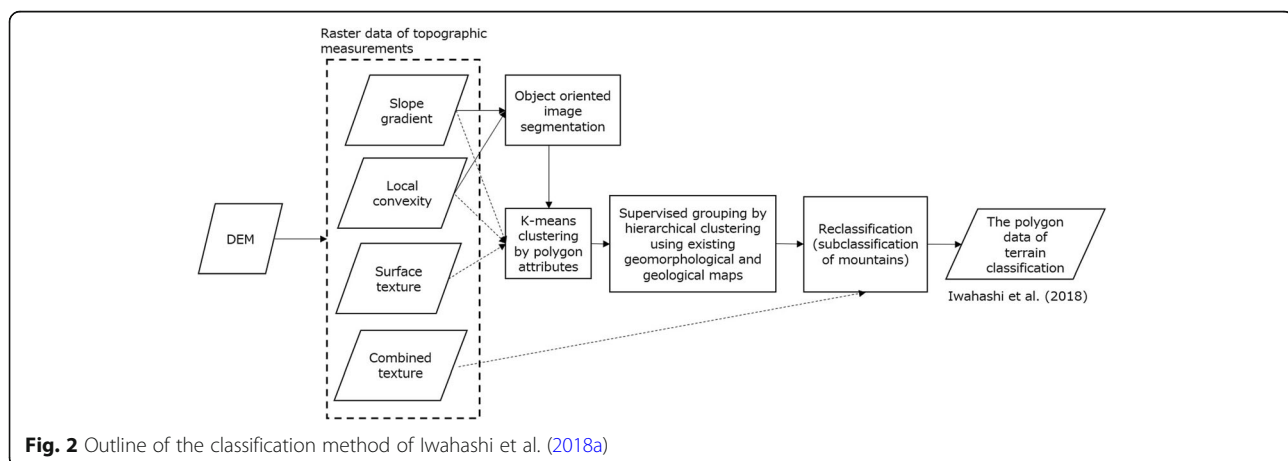 Raster data of topographic
measurements
Slope
gradient
Object oriented
image
segmentation
Local
convexity
DEM
K-means
clustering
by polygon
attributes
Supervised grouping by
hierarchical clustering
using existing
geomorphological and
geological maps
Reclassification
(subclassification
of mountains)
The polygon
data of
terrain
classification
Iwahashi et al. (2018)
Surface
texture
Combined
texture
Fig. 2 Outline of the classification method of Iwahashi et al. (2018a)